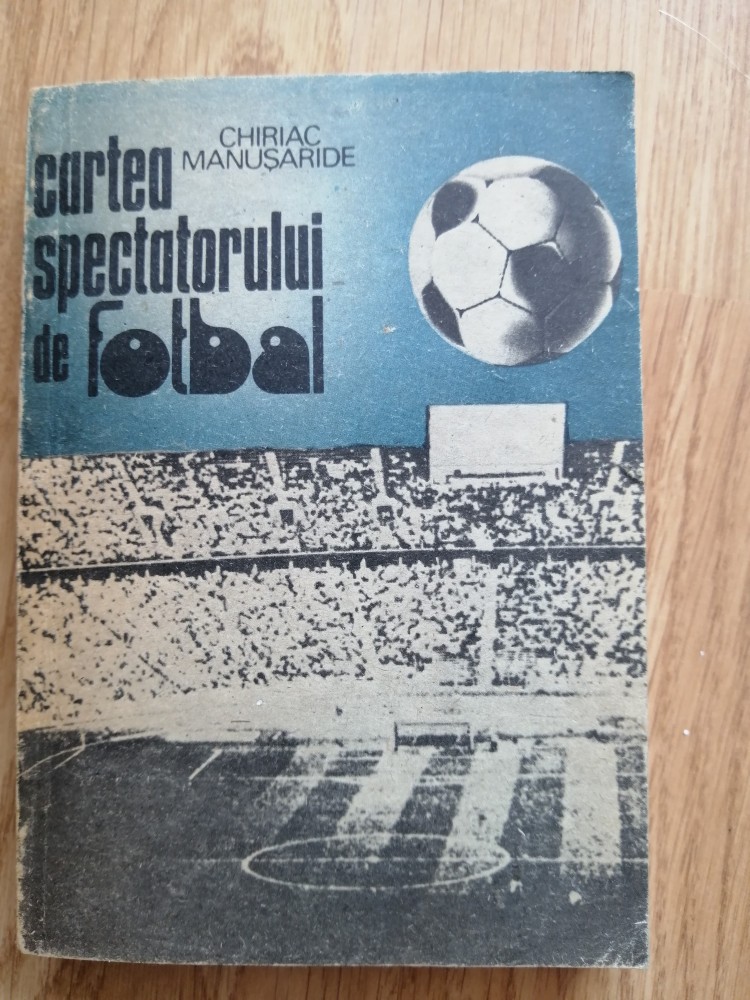 CHIRIAC
MANUȘARIDE
cartea
spectatorului
de fotbal